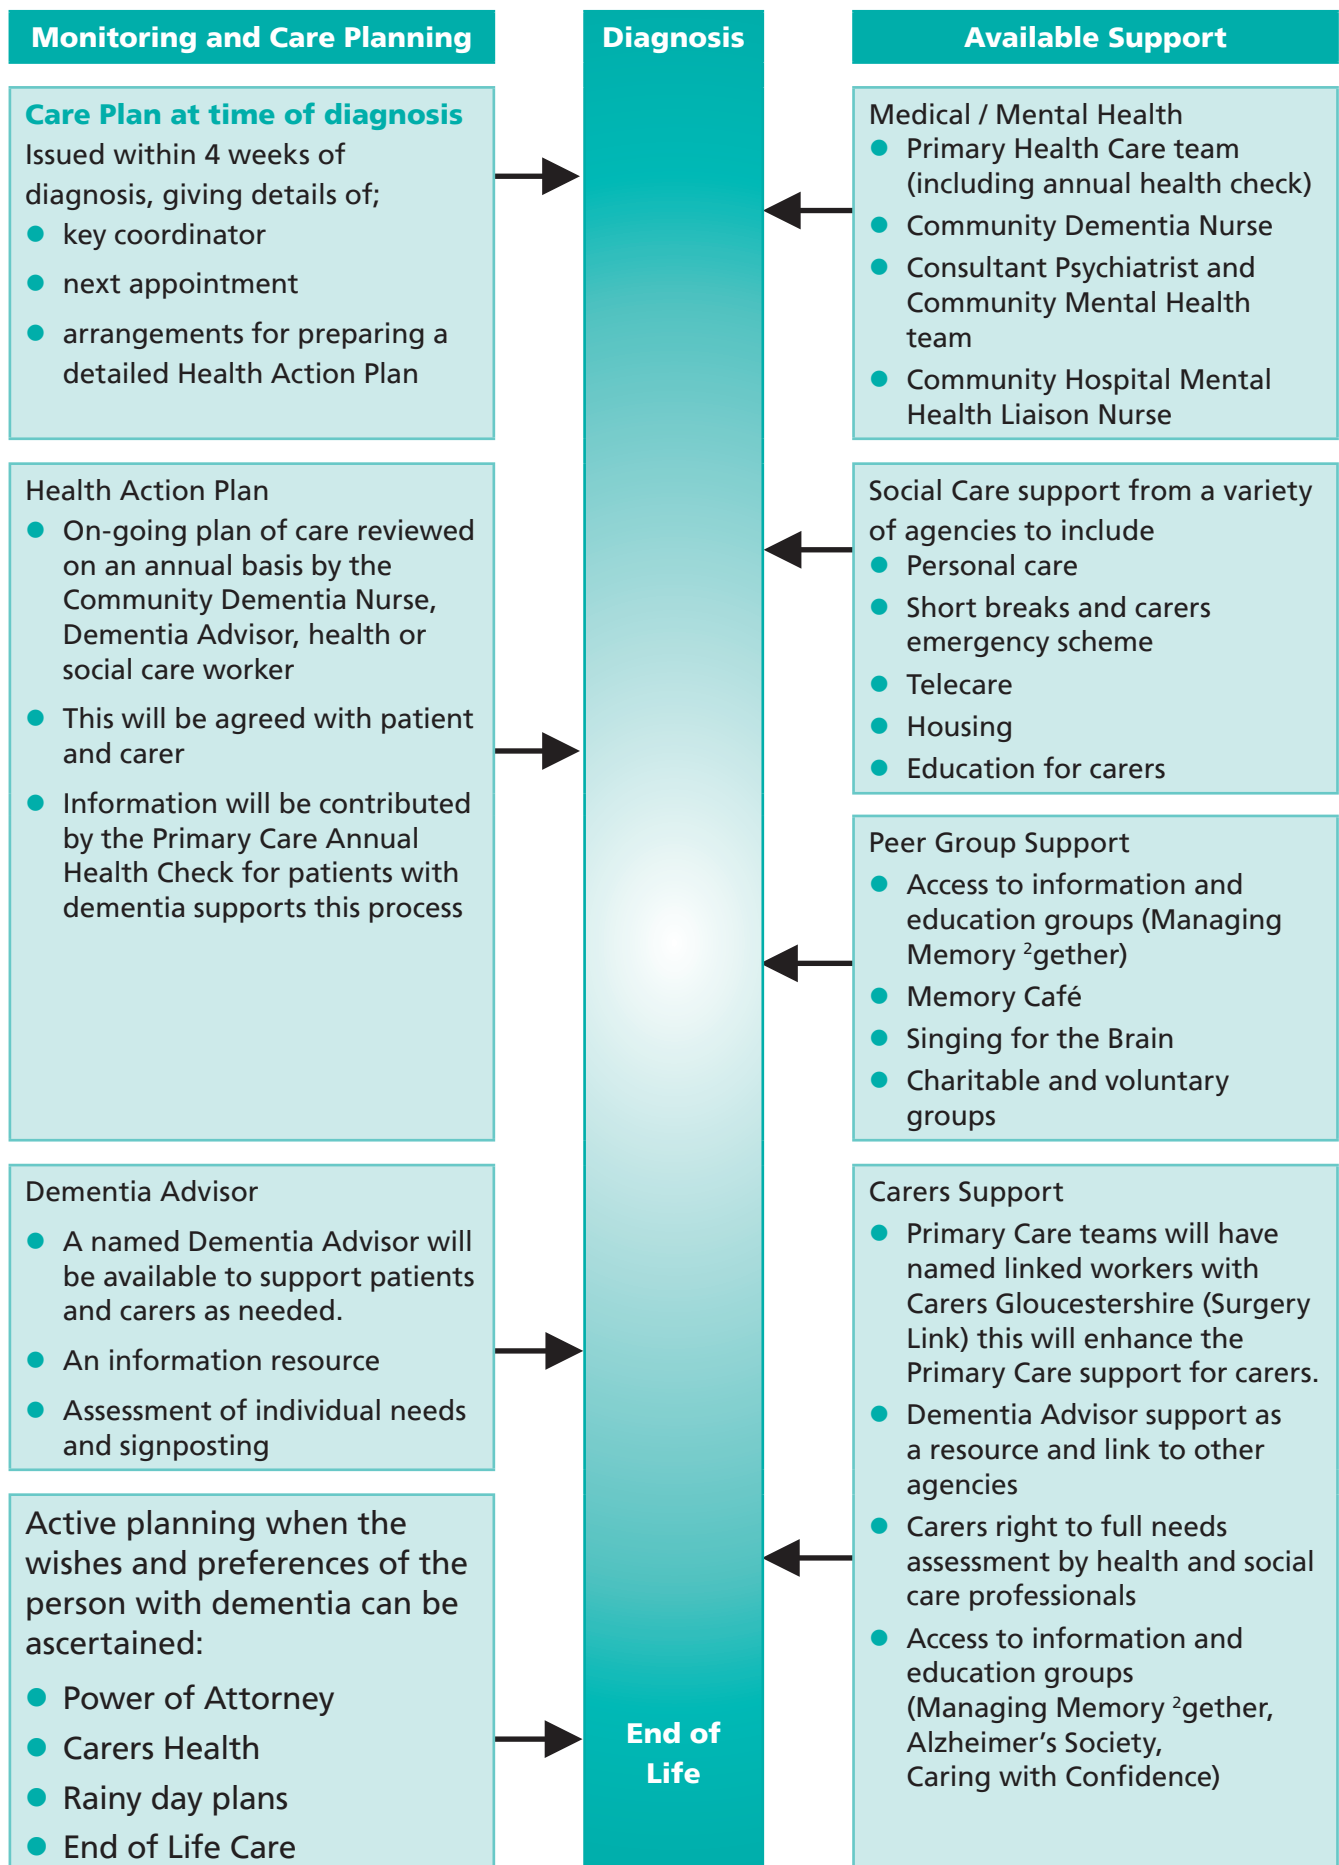 Monitoring and Care Planning
Care Plan at time of diagnosis
Issued within 4 weeks of
diagnosis, giving details of;
● key coordinator
● next appointment
● arrangements for preparing a
detailed Health Action Plan
Health Action Plan
● On-going plan of care reviewed
on an annual basis by the
Community Dementia Nurse,
Dementia Advisor, health or
social care worker
● This will be agreed with patient
and carer
● Information will be contributed
by the Primary Care Annual
Health Check for patients with
dementia supports this process
Dementia Advisor
● A named Dementia Advisor will
be available to support patients
and carers as needed.
● An information resource
● Assessment of individual needs
and signposting
Active planning when the
wishes and preferences of the
person with dementia can be
ascertained:
● Power of Attorney
● Carers Health
● Rainy day plans
● End of Life Care
Diagnosis
End of
Life
Available Support
Medical / Mental Health
● Primary Health Care team
(including annual health check)
● Community Dementia Nurse
● Consultant Psychiatrist and
Community Mental Health
team
● Community Hospital Mental
Health Liaison Nurse
Social Care support from a variety
of agencies to include
● Personal care
● Short breaks and carers
emergency scheme
● Telecare
● Housing
● Education for carers
Peer Group Support
● Access to information and
education groups (Managing
Memory ²gether)
● Memory Café
● Singing for the Brain
● Charitable and voluntary
groups
Carers Support
● Primary Care teams will have
named linked workers with
Carers Gloucestershire (Surgery
Link) this will enhance the
Primary Care support for carers.
● Dementia Advisor support as
a resource and link to other
agencies
● Carers right to full needs
assessment by health and social
care professionals
● Access to information and
education groups
(Managing Memory ²gether,
Alzheimer’s Society,
Caring with Confidence)